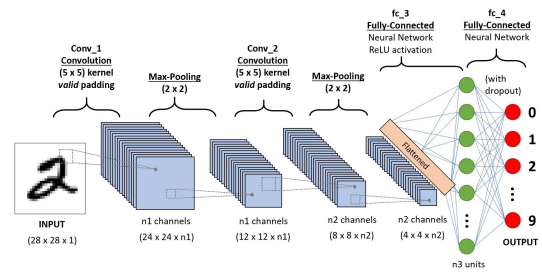 fc_3
Fully-Connected
Neural Network
ReLU activation
fc_4
Fully-Connected
Neural Network
Conv_1
Convolution
(5 x 5) kernel
valid padding
Max-Pooling
(2 x 2)
Conv_2
Convolution
(5 x 5) kernel
valid padding
Max-Pooling
(2 x 2)
(with
dropout)
Flattened
0
1
2
9
INPUT
(28 x 28 x 1)
n1 channels
(24 x 24 x n1)
n1 channels
(12 x 12 x n1)
n2 channels
(8 x 8 x n2)
n2 channels
(4 x 4 x n2)
n3 units
OUTPUT
2